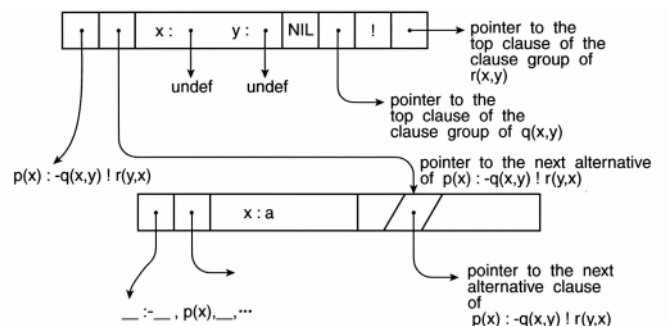 x : y : NIL !
pointer to the
top clause of the
clause group of
r(x,y)
undef undef
pointer to the
top clause of the
clause group of q(x,y)
p(x) : -q(x,y) ! r(y,x)
pointer to the next alternative
of p(x) : -q(x,y) ! r(y,x)
x : a
pointer to the next
alternative clause
of
p(x) : -q(x,y) ! r(y,x)
__ :-__ , p(x),__,···